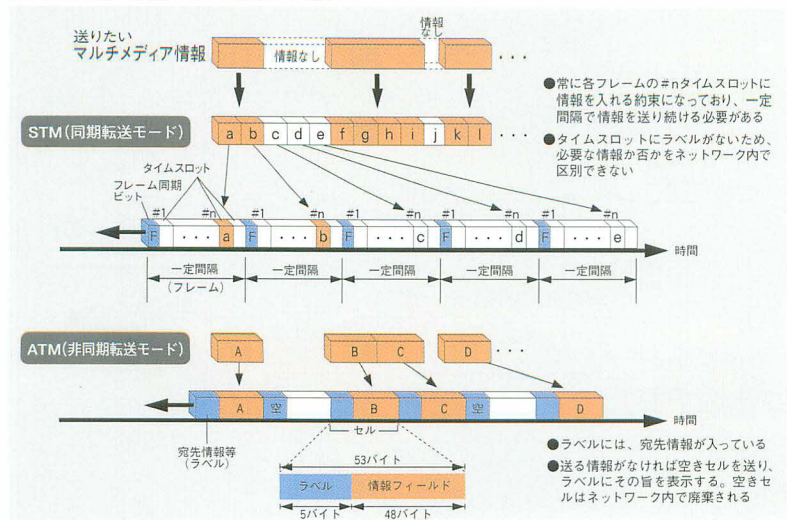 送りたい
マルチメディア情報
情報なし
情報
なし
・・・
●常に各フレームの#nタイムスロットに
情報を入れる約束になっており、一定
間隔で情報を送り続ける必要がある
●タイムスロットにラベルがないため、
必要な情報か否かをネットワーク内で
区別できない
STM(同期転送モード)
a b c d e f g h i j k l ・・・
タイムスロット
フレーム同期
ビット
#1 #n #1 #n #1 #n #1 #n #1 #n
F ・・・ a F ・・・ b F ・・・ c F ・・・ d F ・・・ e
時間
一定間隔 一定間隔 一定間隔 一定間隔 一定間隔
(フレーム)
ATM(非同期転送モード)
A B C D ・・・
A 空 B C 空 D
時間
宛先情報等
(ラベル)
セル
53バイト
ラベル 情報フィールド
5バイト 48バイト
●ラベルには、宛先情報が入っている
●送る情報がなければ空きセルを送り、
ラベルにその旨を表示する。空きセ
ルはネットワーク内で廃棄される